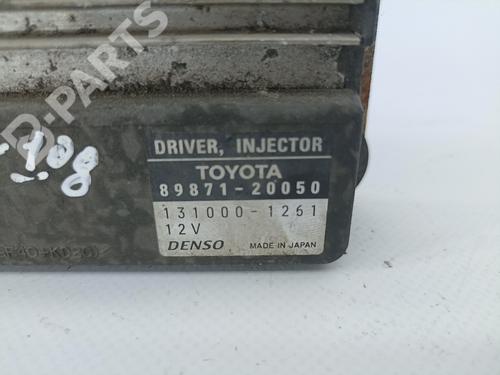 B-PARTS
108
DRIVER, INJECTOR
TOYOTA
89871-20050
131000-1261
12V
DENSO MADE IN JAPAN